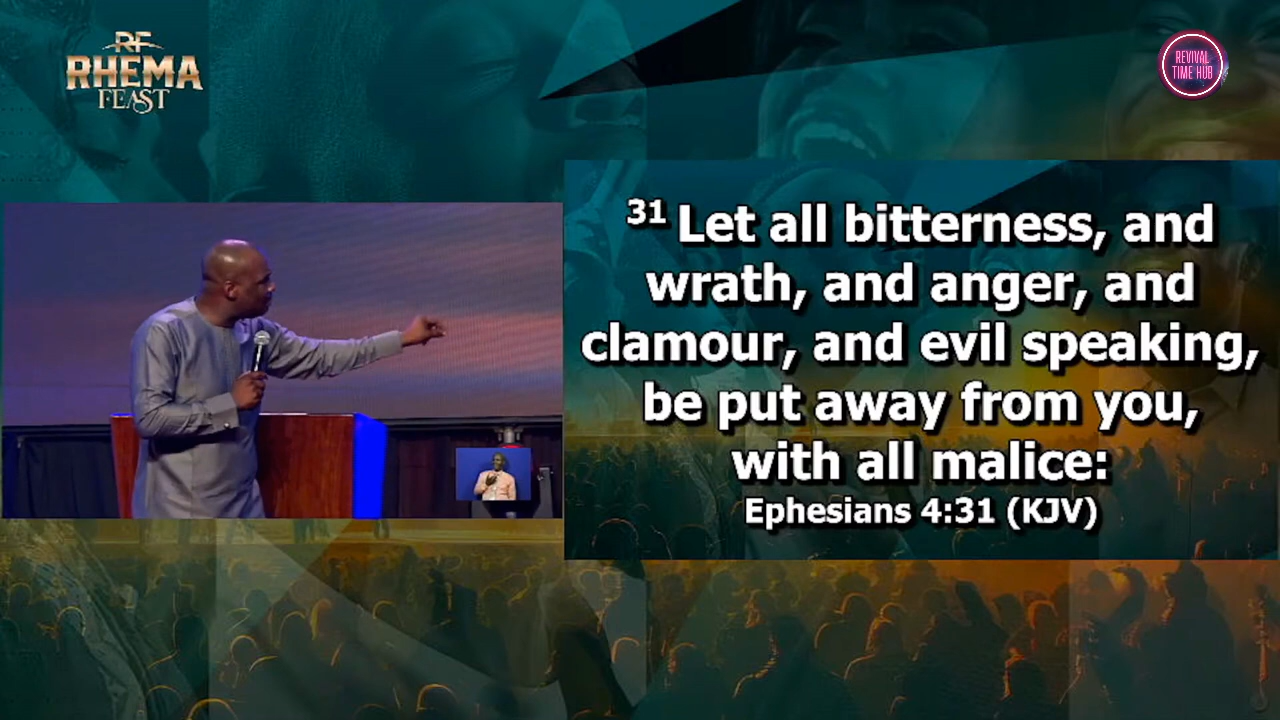 RF
RHEMA
FEAST
REVIVAL
TIME HUB
31 Let all bitterness, and
wrath, and anger, and
clamour, and evil speaking,
be put away from you,
with all malice:
Ephesians 4:31 (KJV)